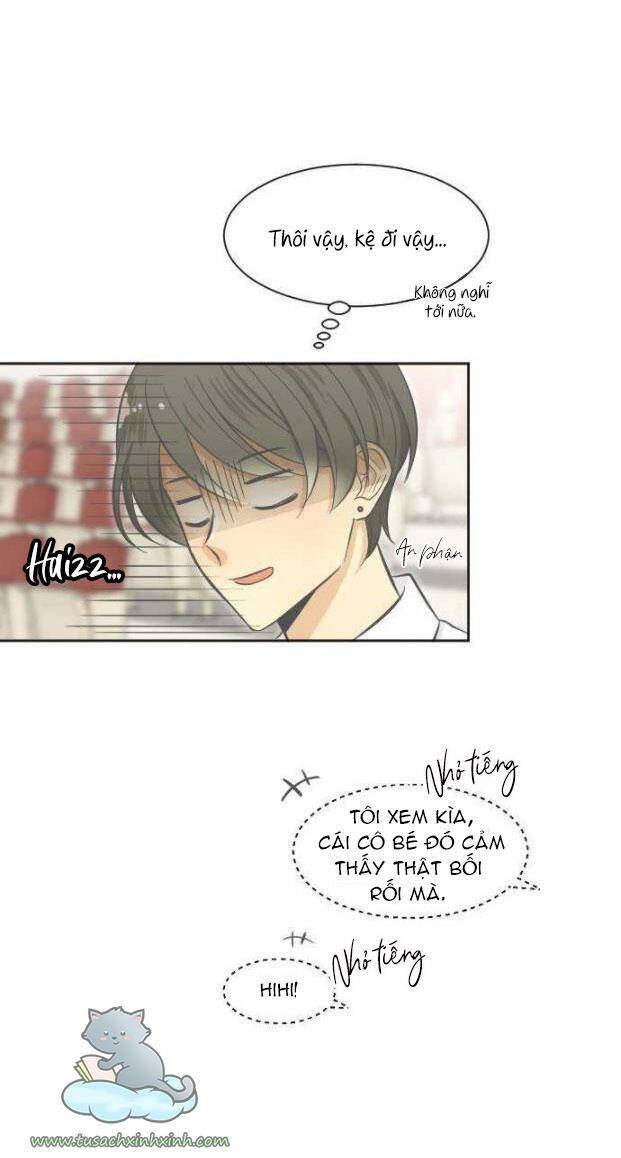 Thôi vậy, kệ đi vậy...
Không nghĩ
tới nữa.
Haizz...
An phận
Nhỏ tiếng
TÔI XEM KÌA,
CÁI CÔ BÉ ĐÓ CẢM
THẤY THẬT BỐI
RỐI MÀ.
Nhỏ tiếng
HIHI!
www.tusachxinhxinh.com